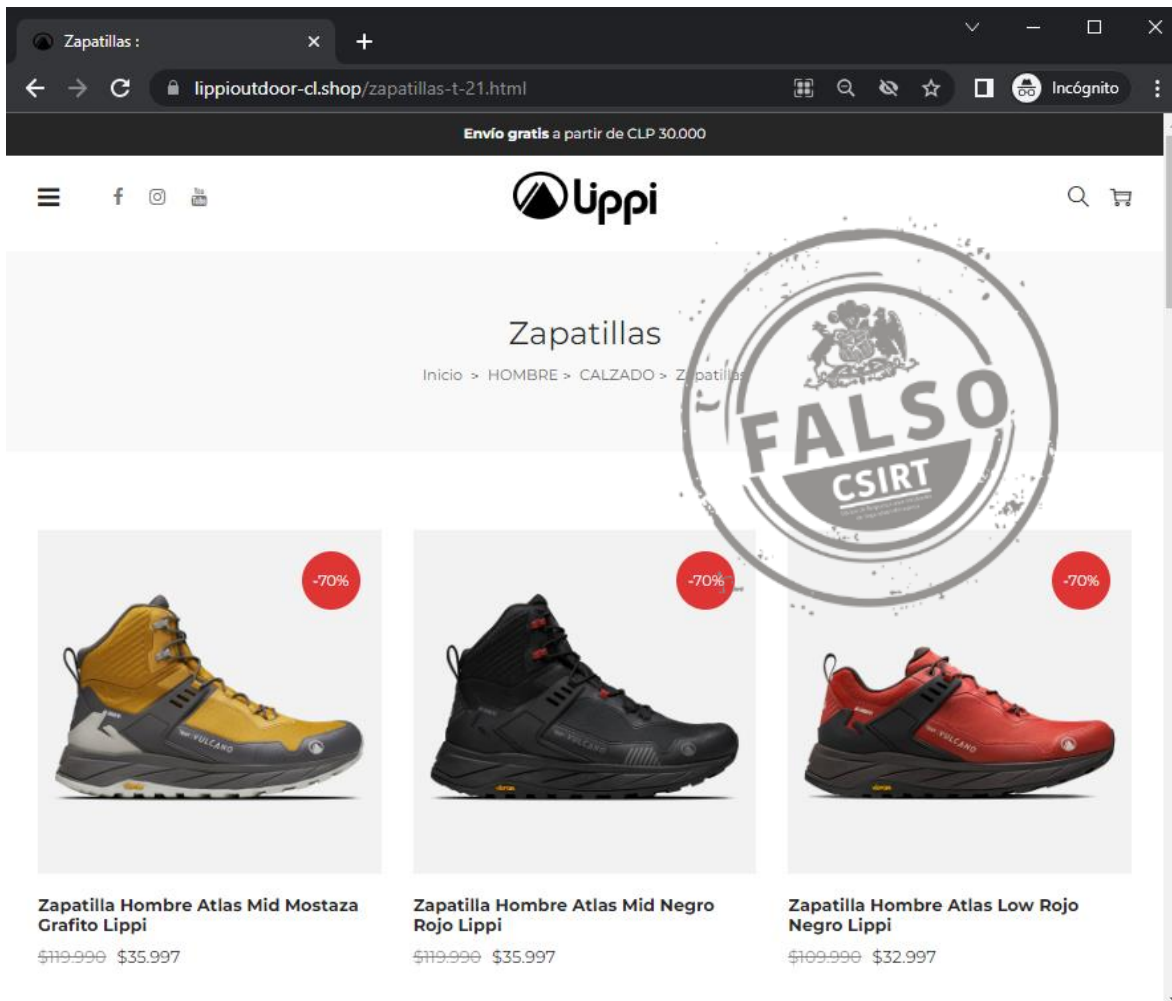 Zapatillas :
lippioutdoor-cl.shop/zapatillas-t-21.html
Incógnito
Envío gratis a partir de CLP 30.000
You
Tube
Lippi
Zapatillas
Inicio > HOMBRE > CALZADO > Zapatillas
FALSO
CSIRT
-70%
-70%
-70%
VULCANO
VULCANO
VULCANO
Zapatilla Hombre Atlas Mid Mostaza
Grafito Lippi
$119.990 $35.997
Zapatilla Hombre Atlas Mid Negro
Rojo Lippi
$119.990 $35.997
Zapatilla Hombre Atlas Low Rojo
Negro Lippi
$109.990 $32.997